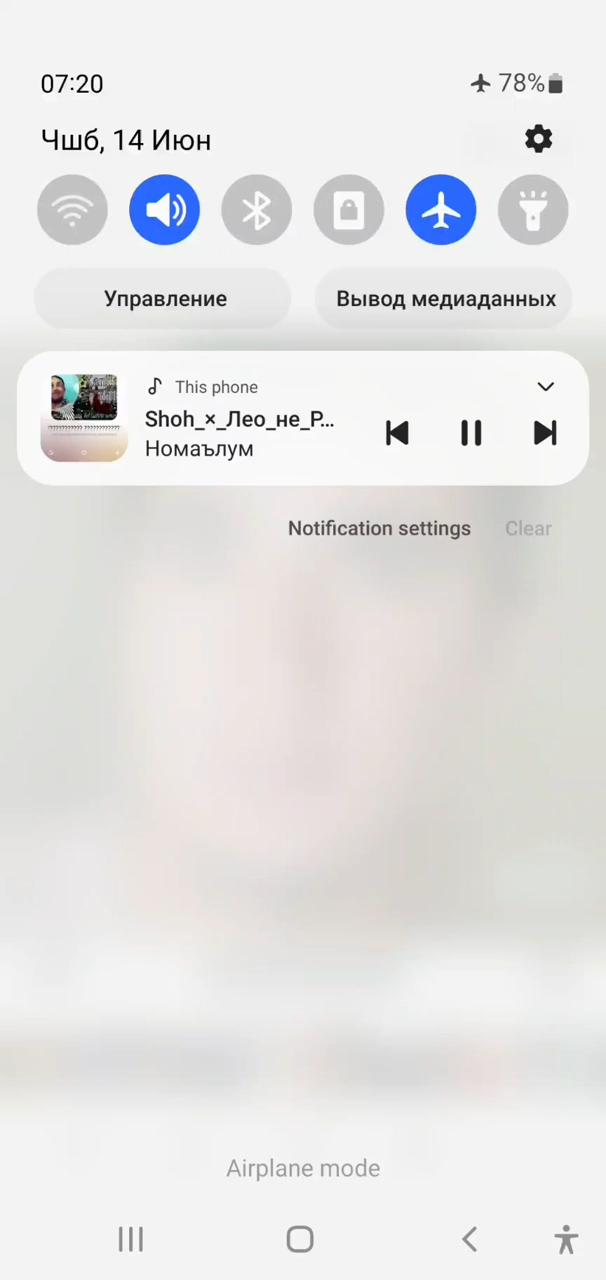 07:20
78%
Чшб, 14 Июн
Управление
Вывод медиаданных
This phone
Shoh_×_Лео_не_Р...
Номаълум
Notification settings
Clear
Airplane mode